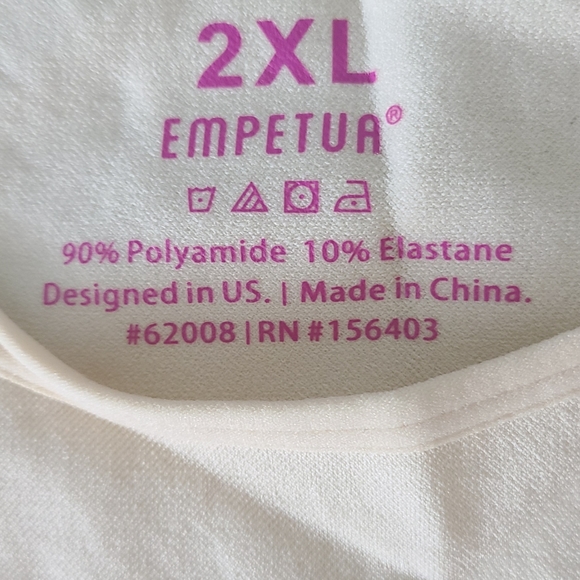 2XL
EMPETUA®
90% Polyamide 10% Elastane
Designed in US. | Made in China.
#62008 | RN #156403